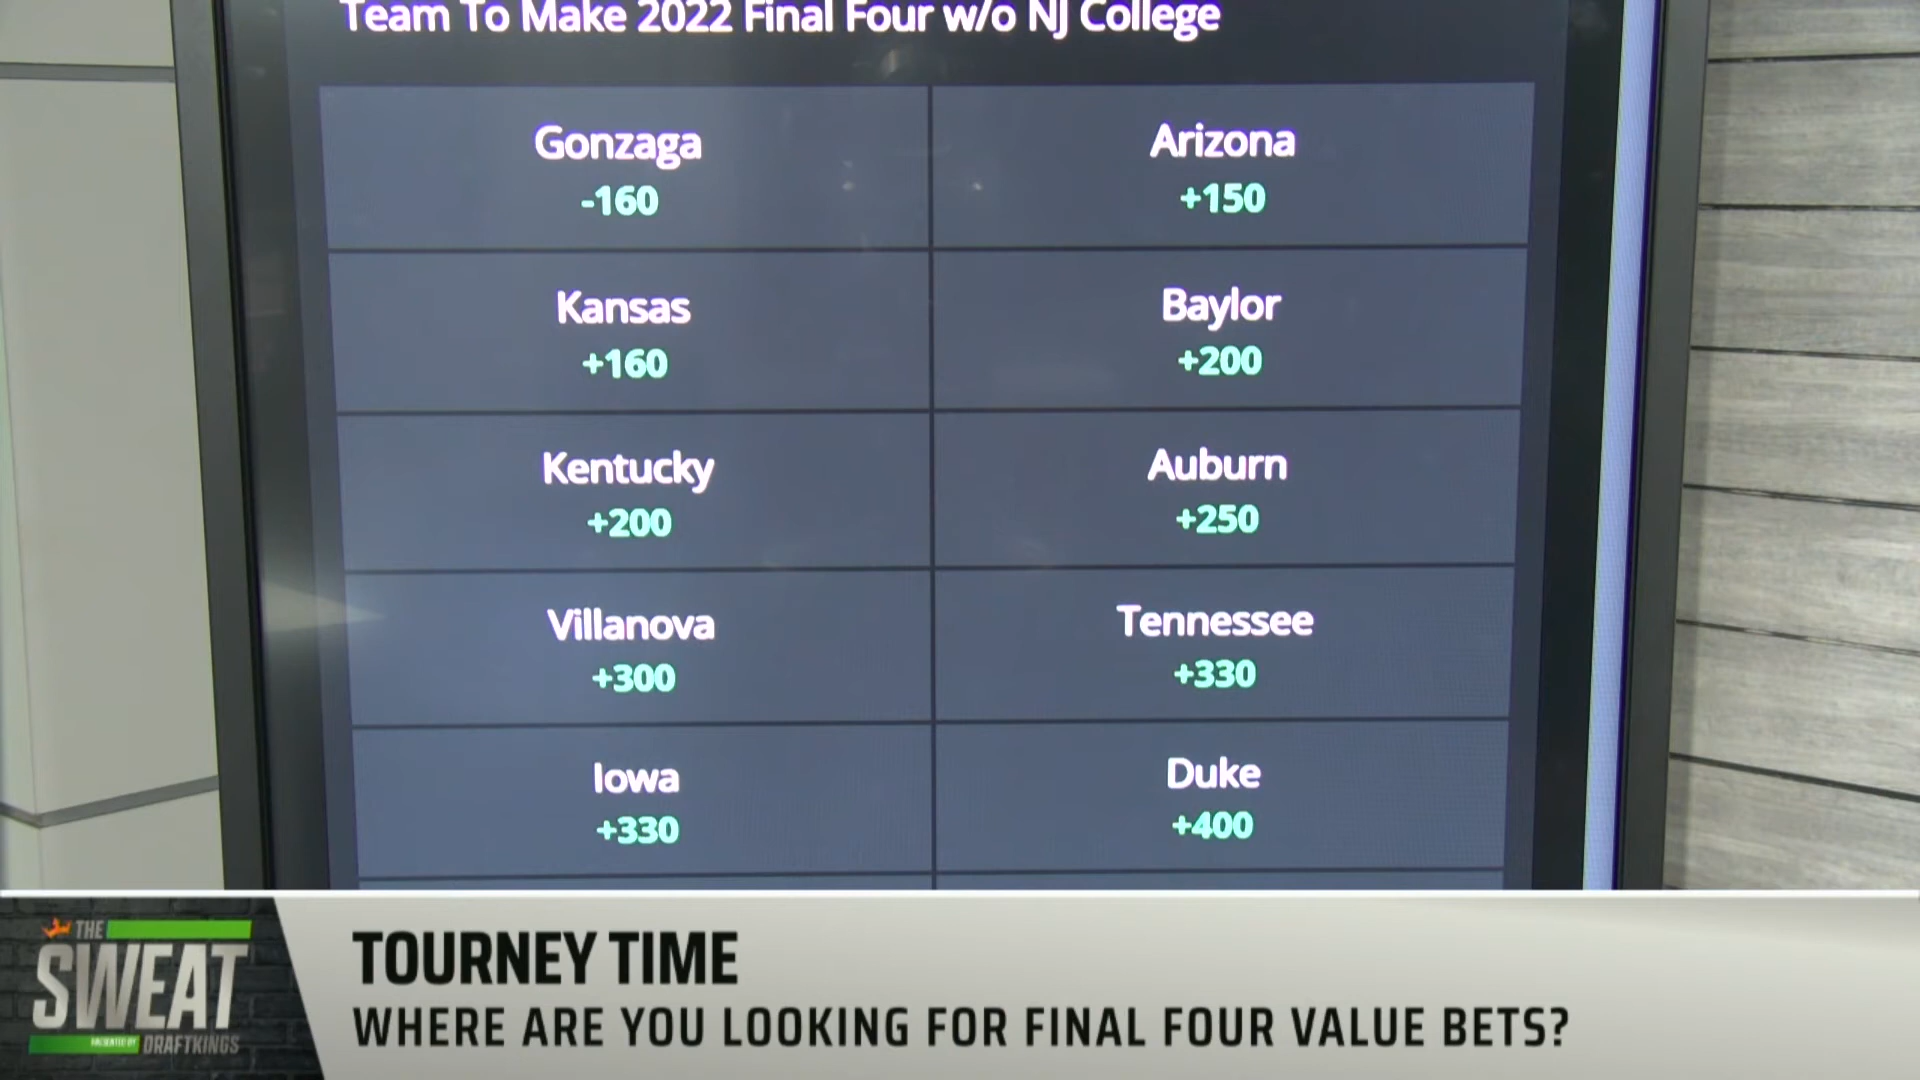 Team To Make 2022 Final Four w/o NJ College
Gonzaga
-160
Arizona
+150
Kansas
+160
Baylor
+200
Kentucky
+200
Auburn
+250
Villanova
+300
Tennessee
+330
Iowa
+330
Duke
+400
THE
SWEAT
PRESENTED BY DRAFTKINGS
TOURNEY TIME
WHERE ARE YOU LOOKING FOR FINAL FOUR VALUE BETS?